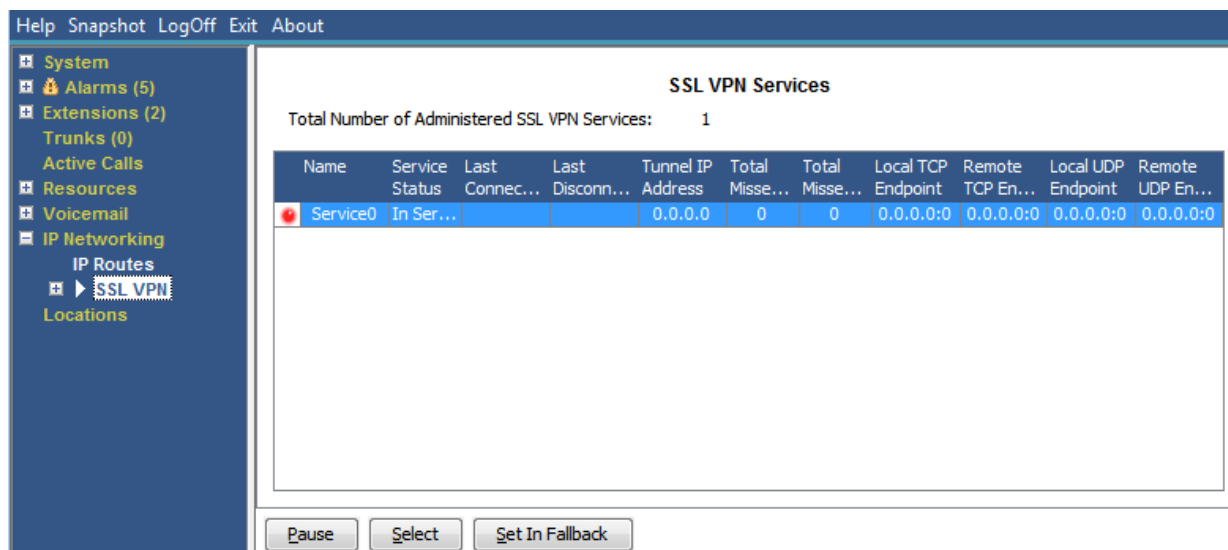 Help Snapshot LogOff Exit About
System
Alarms (5)
Extensions (2)
Trunks (0)
Active Calls
Resources
Voicemail
IP Networking
IP Routes
SSL VPN
Locations
SSL VPN Services
Total Number of Administered SSL VPN Services: 1
Name Service Status Last Connec... Last Disconn... Tunnel IP Address Total Misse... Total Misse... Local TCP Endpoint Remote TCP En... Local UDP Endpoint Remote UDP En...
Service0 In Ser... 0.0.0.0 0 0 0.0.0.0:0 0.0.0.0:0 0.0.0.0:0 0.0.0.0:0
Pause Select Set In Fallback